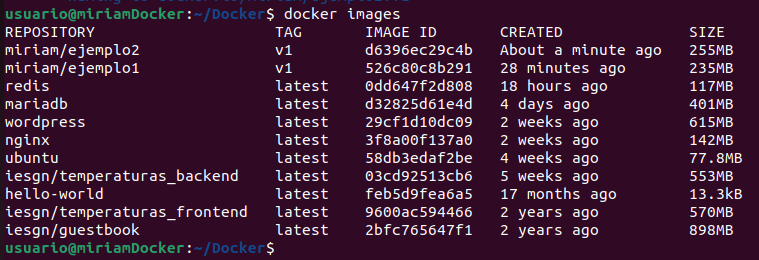 usuario@miriamDocker:~/Docker$ docker images
REPOSITORY TAG IMAGE ID CREATED SIZE
miriam/ejemplo2 v1 d6396ec29c4b About a minute ago 255MB
miriam/ejemplo1 v1 526c80c8b291 28 minutes ago 235MB
redis latest 0dd647f2d808 18 hours ago 117MB
mariadb latest d32825d61e4d 4 days ago 401MB
wordpress latest 29cf1d10dc09 2 weeks ago 615MB
nginx latest 3f8a00f137a0 2 weeks ago 142MB
ubuntu latest 58db3edaf2be 4 weeks ago 77.8MB
iesgn/temperaturas_backend latest 03cd92513cb6 5 weeks ago 553MB
hello-world latest feb5d9fea6a5 17 months ago 13.3kB
iesgn/temperaturas_frontend latest 9600ac594466 2 years ago 570MB
iesgn/guestbook latest 2bfc765647f1 2 years ago 898MB
usuario@miriamDocker:~/Docker$